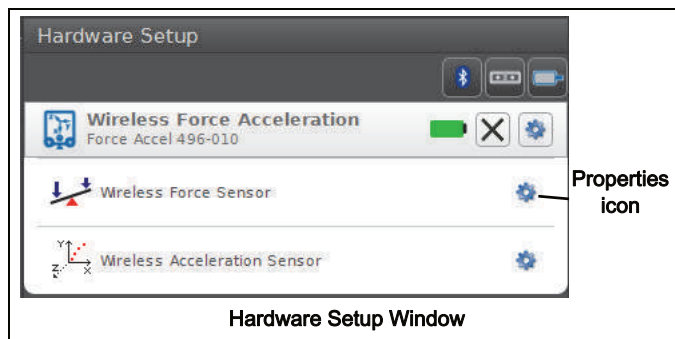 Hardware Setup
Wireless Force Acceleration
Force Accel 496-010
Wireless Force Sensor
Properties
icon
Y
Z
X
Wireless Acceleration Sensor
Hardware Setup Window